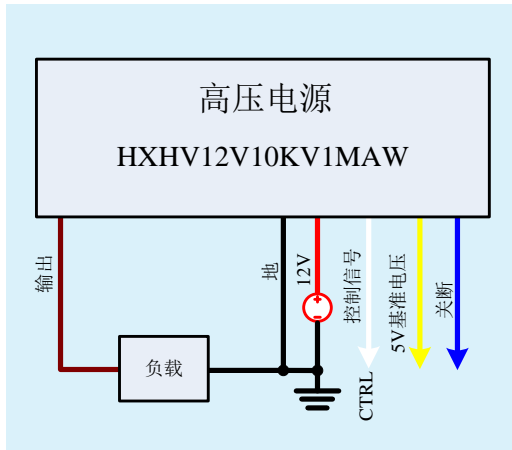 高压电源
HXHV12V10KV1MAW
输出
地
12V
控制信号
5V基准电压
关断
负载
CTRL